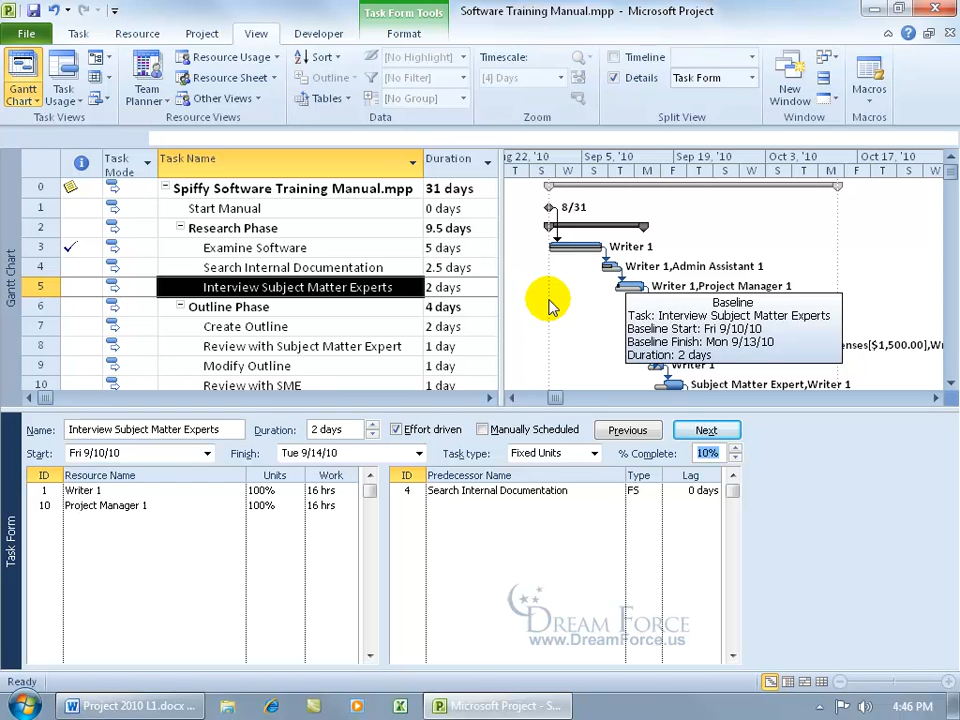 Task Form Tools
Software Training Manual.mpp - Microsoft Project
File Task Resource Project View Developer Format
Gantt Chart
Task Usage
Task Views
Team Planner
Resource Usage
Resource Sheet
Other Views
Resource Views
Sort
Outline
Tables
[No Highlight]
[No Filter]
[No Group]
Data
Timescale:
[4] Days
Zoom
Timeline
Details Task Form
Split View
New Window
Window
Macros
Macros
Task Mode Task Name Duration
ug 22, '10 Sep 5, '10 Sep 19, '10 Oct 3, '10 Oct 17, '10
T S W S T M F T S W S T M F
0 Spiffy Software Training Manual.mpp 31 days
1 Start Manual 0 days 8/31
2 Research Phase 9.5 days
3 Examine Software 5 days Writer 1
4 Search Internal Documentation 2.5 days Writer 1,Admin Assistant 1
5 Interview Subject Matter Experts 2 days Writer 1,Project Manager 1
6 Outline Phase 4 days
7 Create Outline 2 days
8 Review with Subject Matter Expert 1 day enses[$1,500.00],Wr
9 Modify Outline 1 day Writer 1
10 Review with SME 1 days Subject Matter Expert,Writer 1
Baseline
Task: Interview Subject Matter Experts
Baseline Start: Fri 9/10/10
Baseline Finish: Mon 9/13/10
Duration: 2 days
Gantt Chart
Name: Interview Subject Matter Experts Duration: 2 days Effort driven Manually Scheduled Previous Next
Start: Fri 9/10/10 Finish: Tue 9/14/10 Task type: Fixed Units % Complete: 10%
ID Resource Name Units Work ID Predecessor Name Type Lag
1 Writer 1 100% 16 hrs 4 Search Internal Documentation FS 0 days
10 Project Manager 1 100% 16 hrs
Task Form
DREAM FORCE
www.DreamForce.us
Ready
Project 2010 L1.docx ...
Microsoft Project - S...
4:46 PM